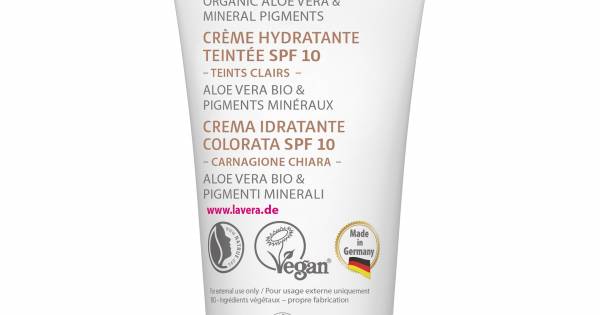 ORGANIC ALOE VERA &
MINERAL PIGMENTS
CRÈME HYDRATANTE
TEINTÉE SPF 10
– TEINTS CLAIRS –
ALOE VERA BIO &
PIGMENTS MINÉRAUX
CREMA IDRATANTE
COLORATA SPF 10
– CARNAGIONE CHIARA –
ALOE VERA BIO &
PIGMENTI MINERALI
www.lavera.de
Vegan
Made in
Germany
For external use only / Pour usage externe uniquement
BIO - Ingrédients végétaux – propre fabrication